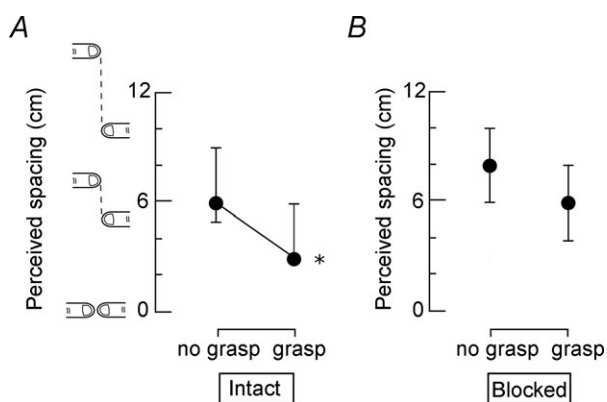 A
Perceived spacing (cm)
12
6
0
*
no grasp grasp
Intact
B
Perceived spacing (cm)
12
6
0
no grasp grasp
Blocked